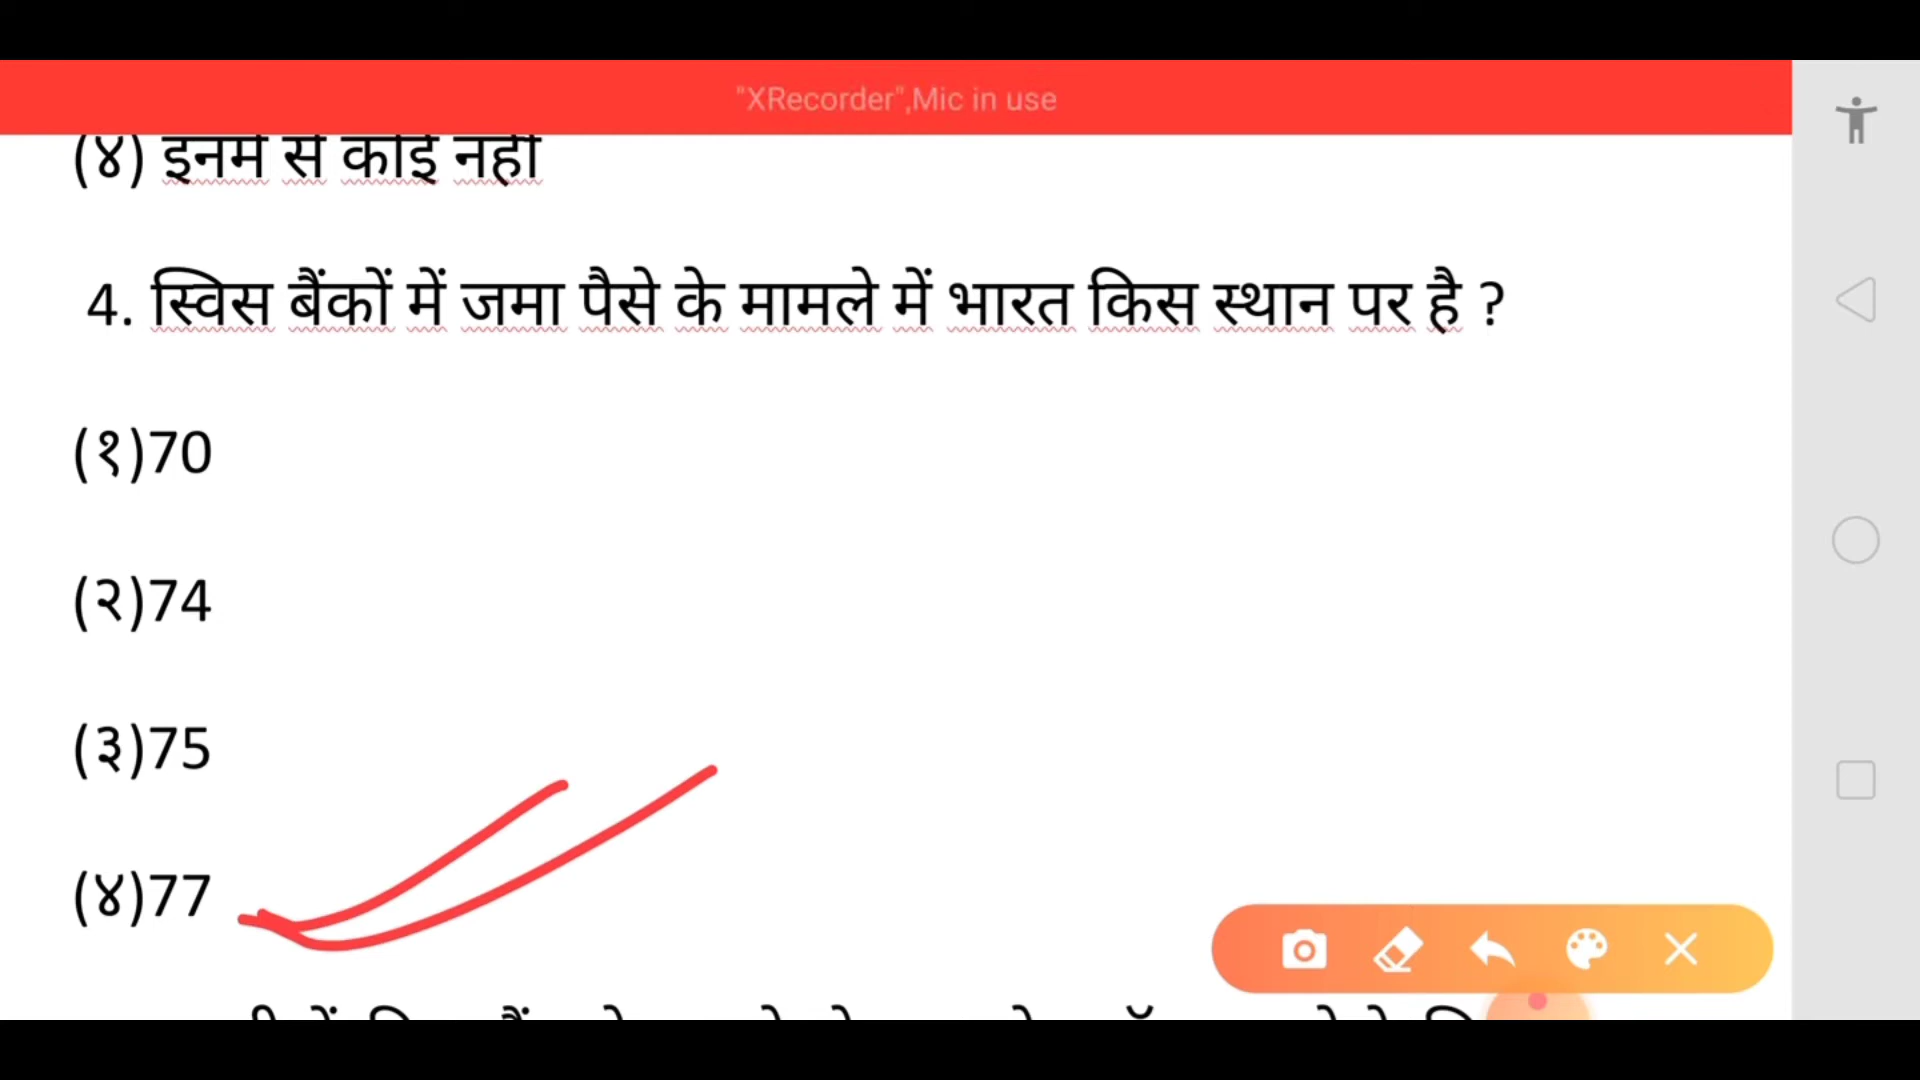 "XRecorder",Mic in use
(४) इनमें से कोई नहीं
4. स्विस बैंकों में जमा पैसे के मामले में भारत किस स्थान पर है ?
(१)70
(२)74
(३)75
(४)77